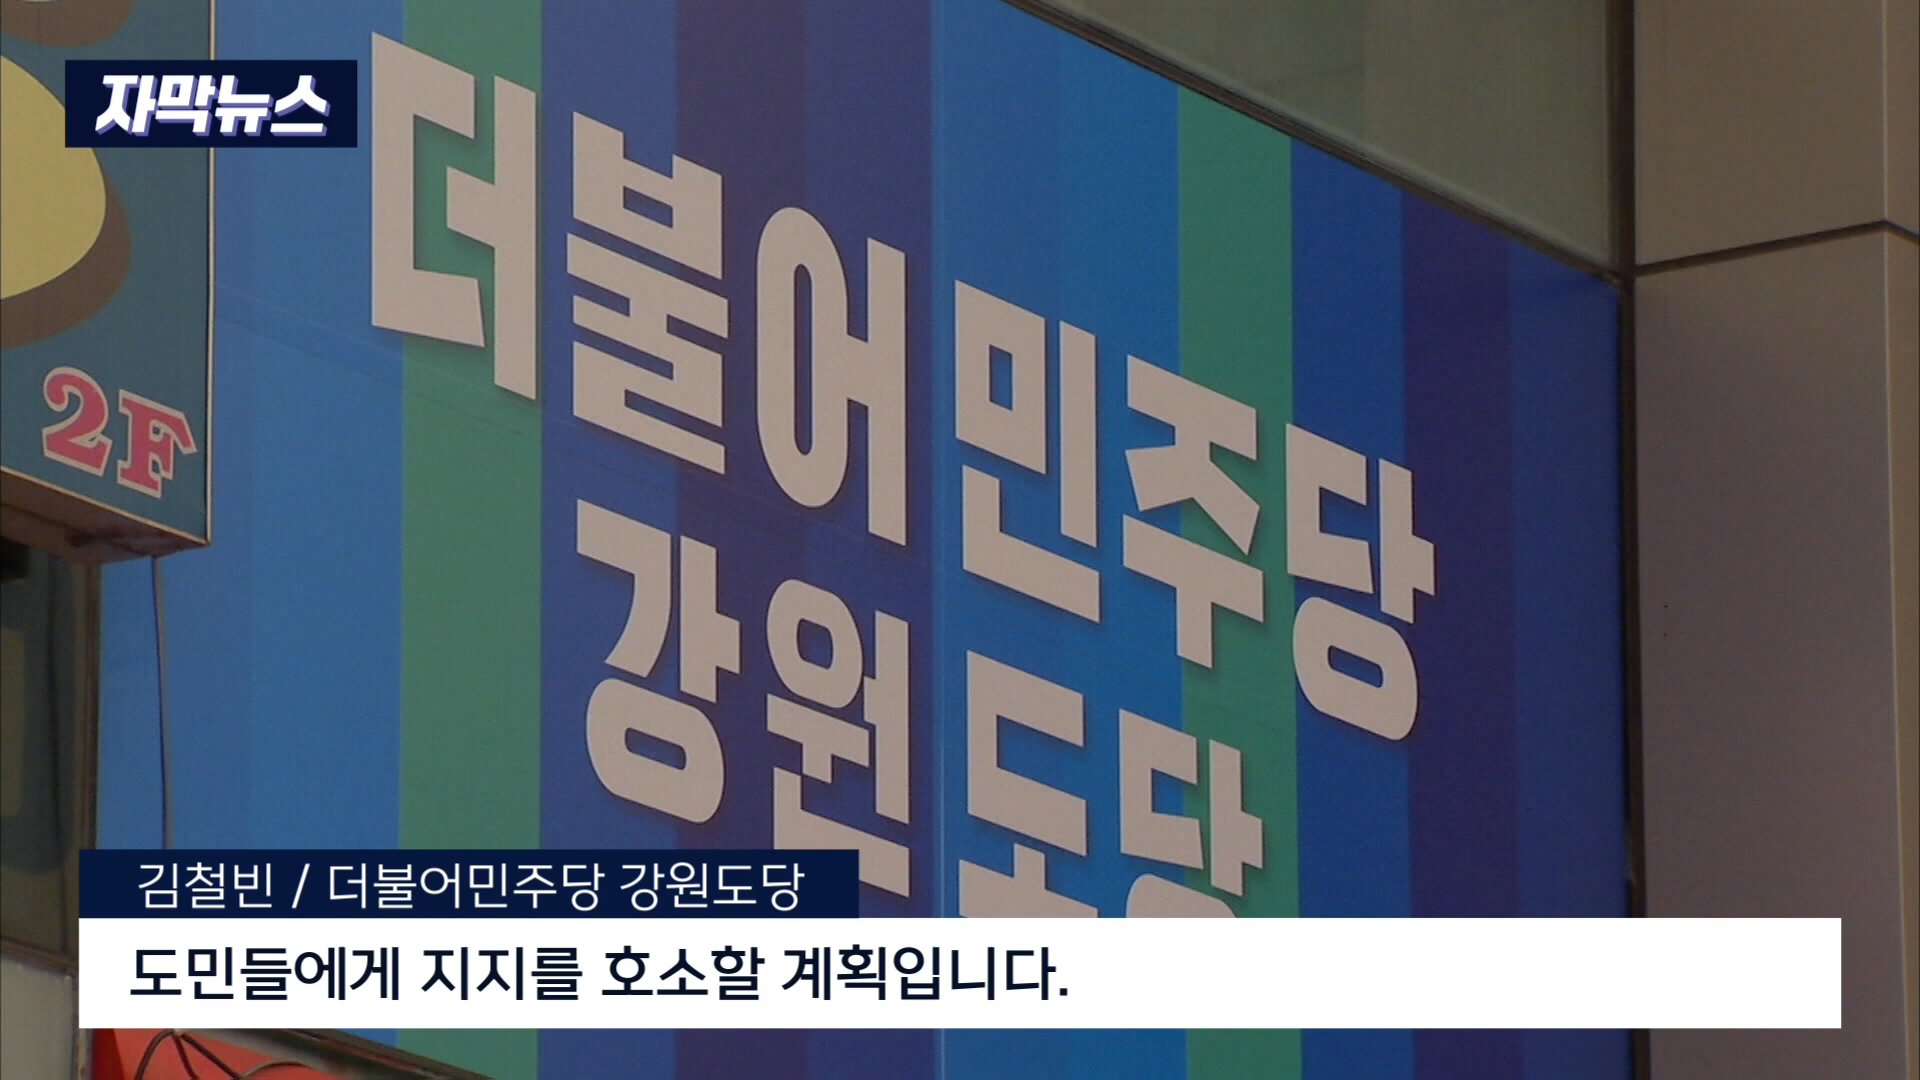 자막뉴스
더불어민주당
강원도당
2F
김철빈 / 더불어민주당 강원도당
도민들에게 지지를 호소할 계획입니다.